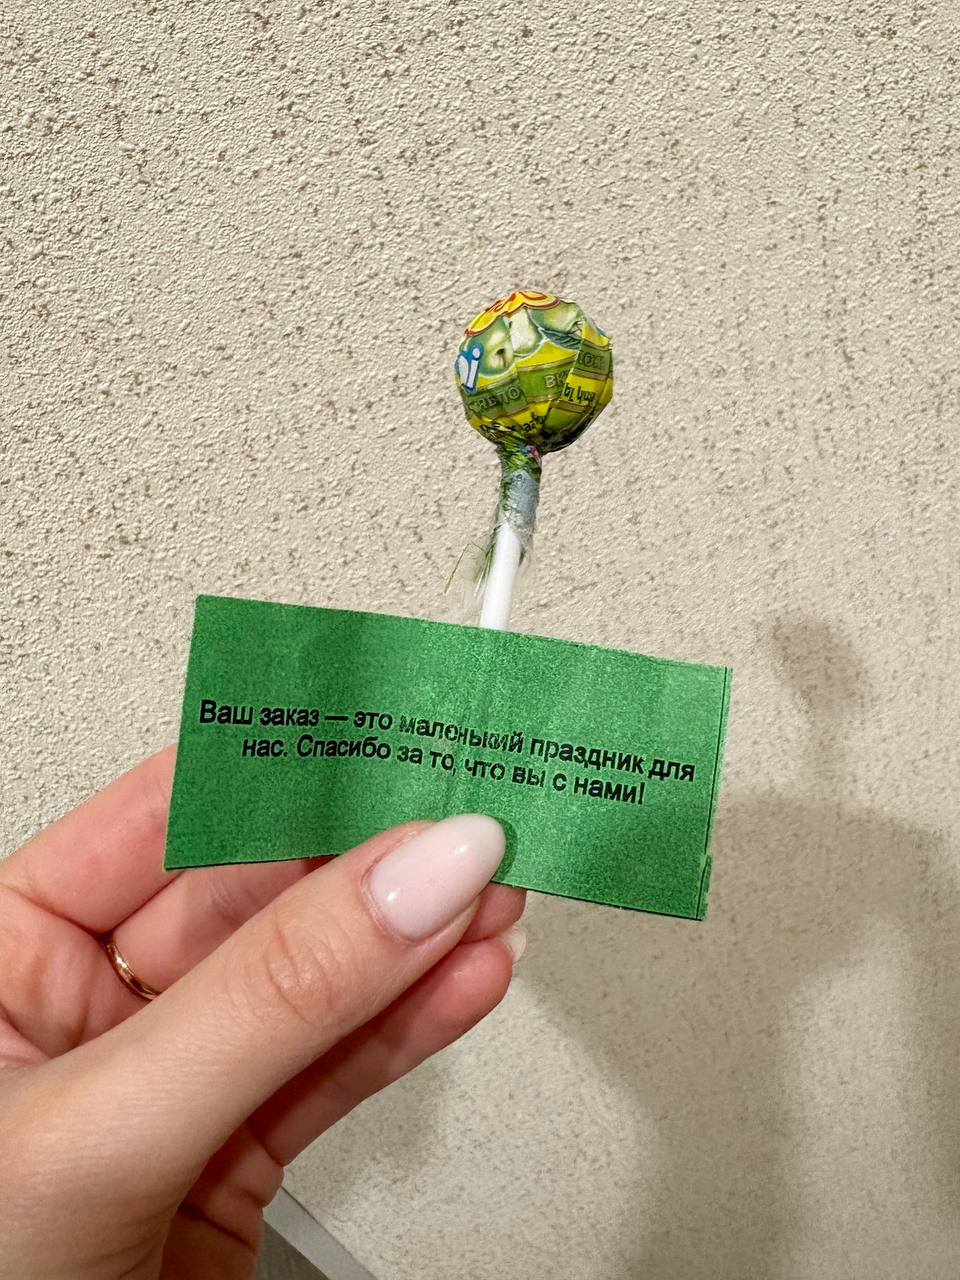 Ваш заказ — это маленький праздник для
нас. Спасибо за то, что вы с нами!